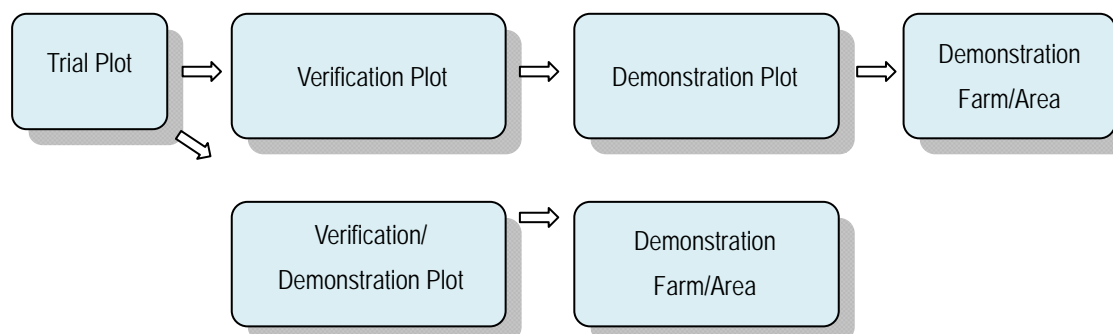 Trial Plot
Verification Plot
Demonstration Plot
Demonstration
Farm/Area
Verification/
Demonstration Plot
Demonstration
Farm/Area